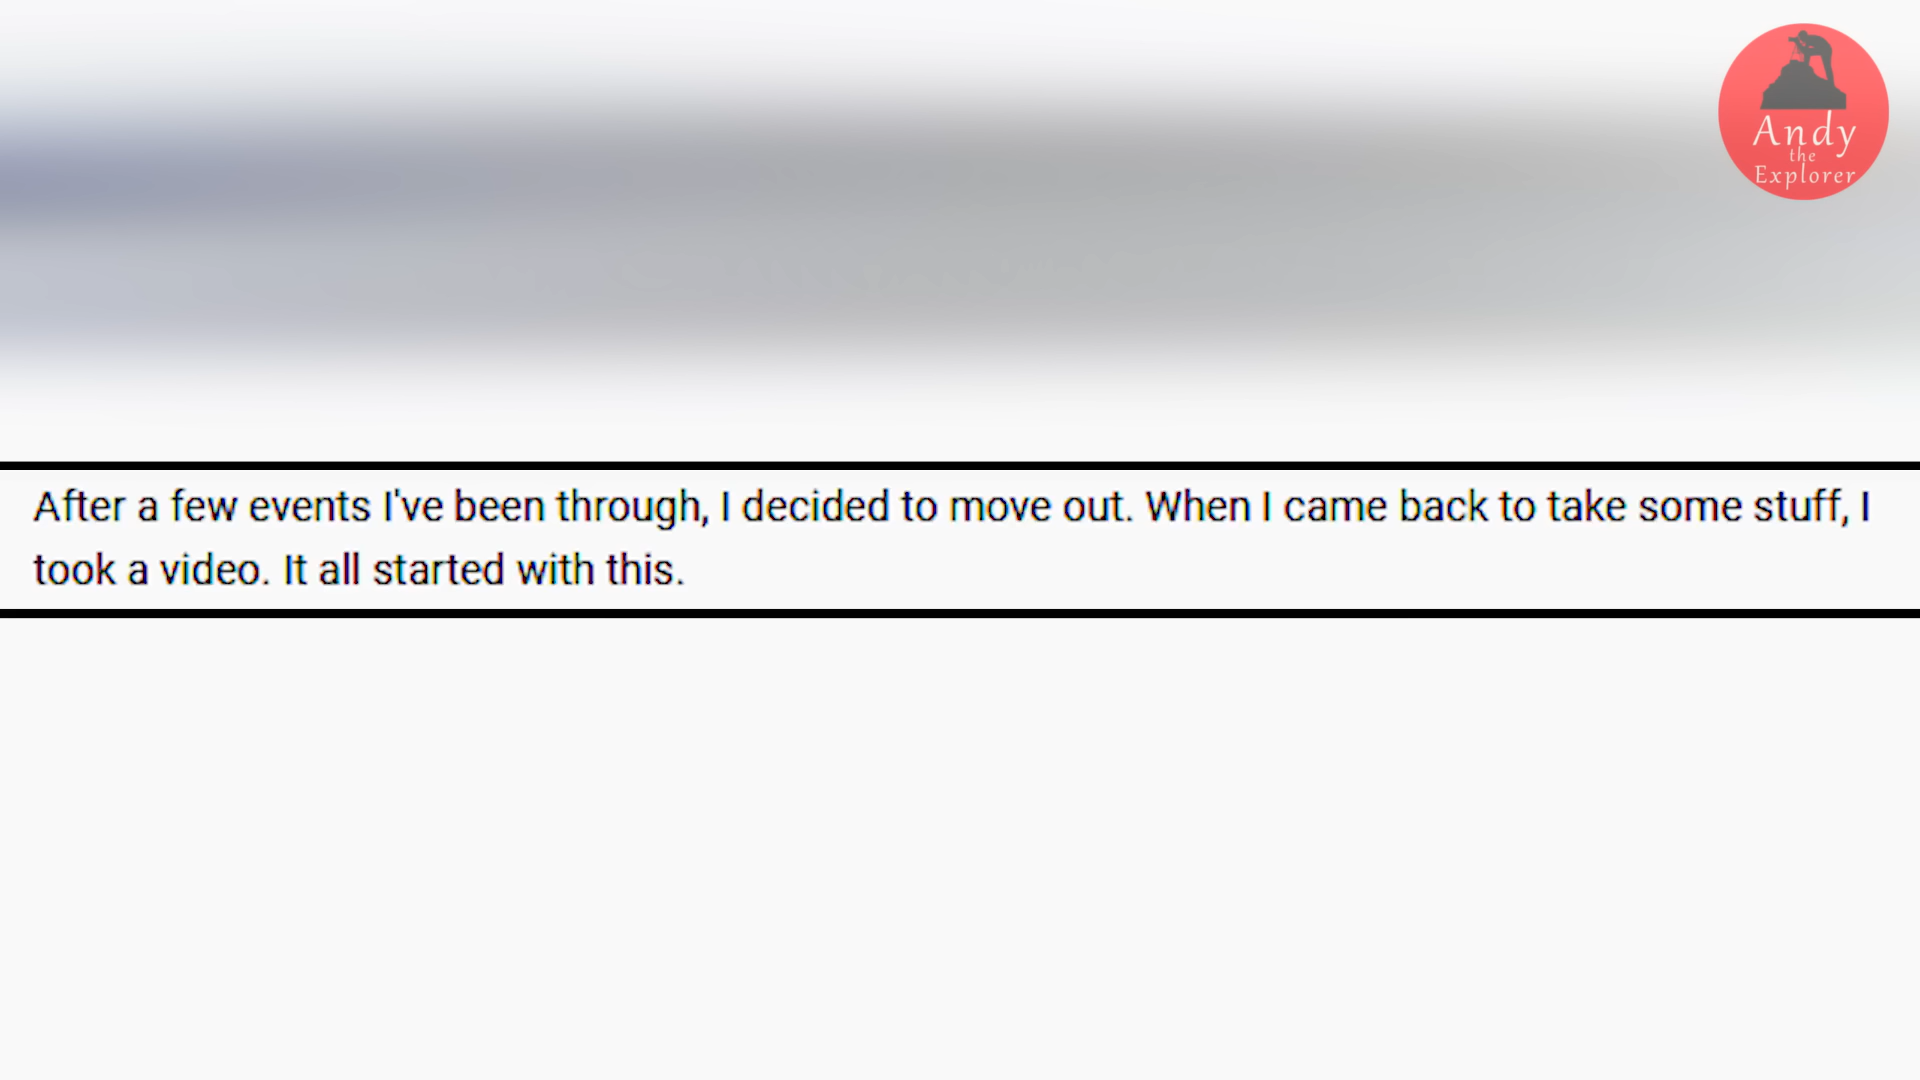 Andy
the
Explorer
After a few events I've been through, I decided to move out. When I came back to take some stuff, I
took a video. It all started with this.